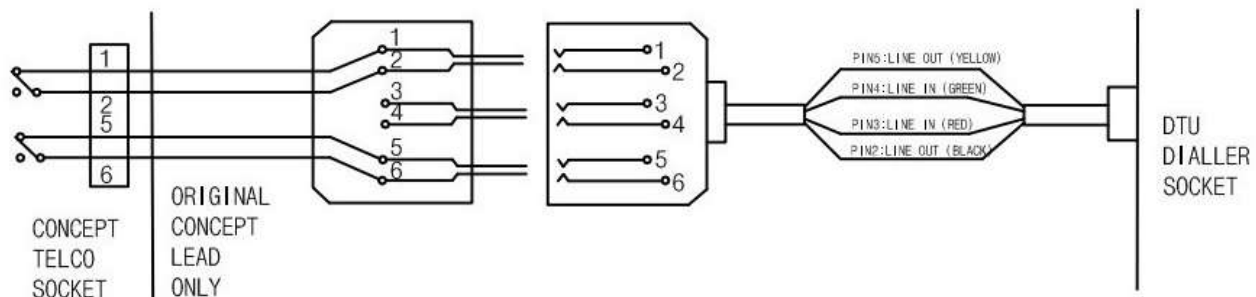 1
2
5
6
CONCEPT
TELCO
SOCKET
ORIGINAL
CONCEPT
LEAD
ONLY
1
2
3
4
5
6
1
2
3
4
5
6
PIN5:LINE OUT (YELLOW)
PIN4:LINE IN (GREEN)
PIN3:LINE IN (RED)
PIN2:LINE OUT (BLACK)
DTU
DIALLER
SOCKET